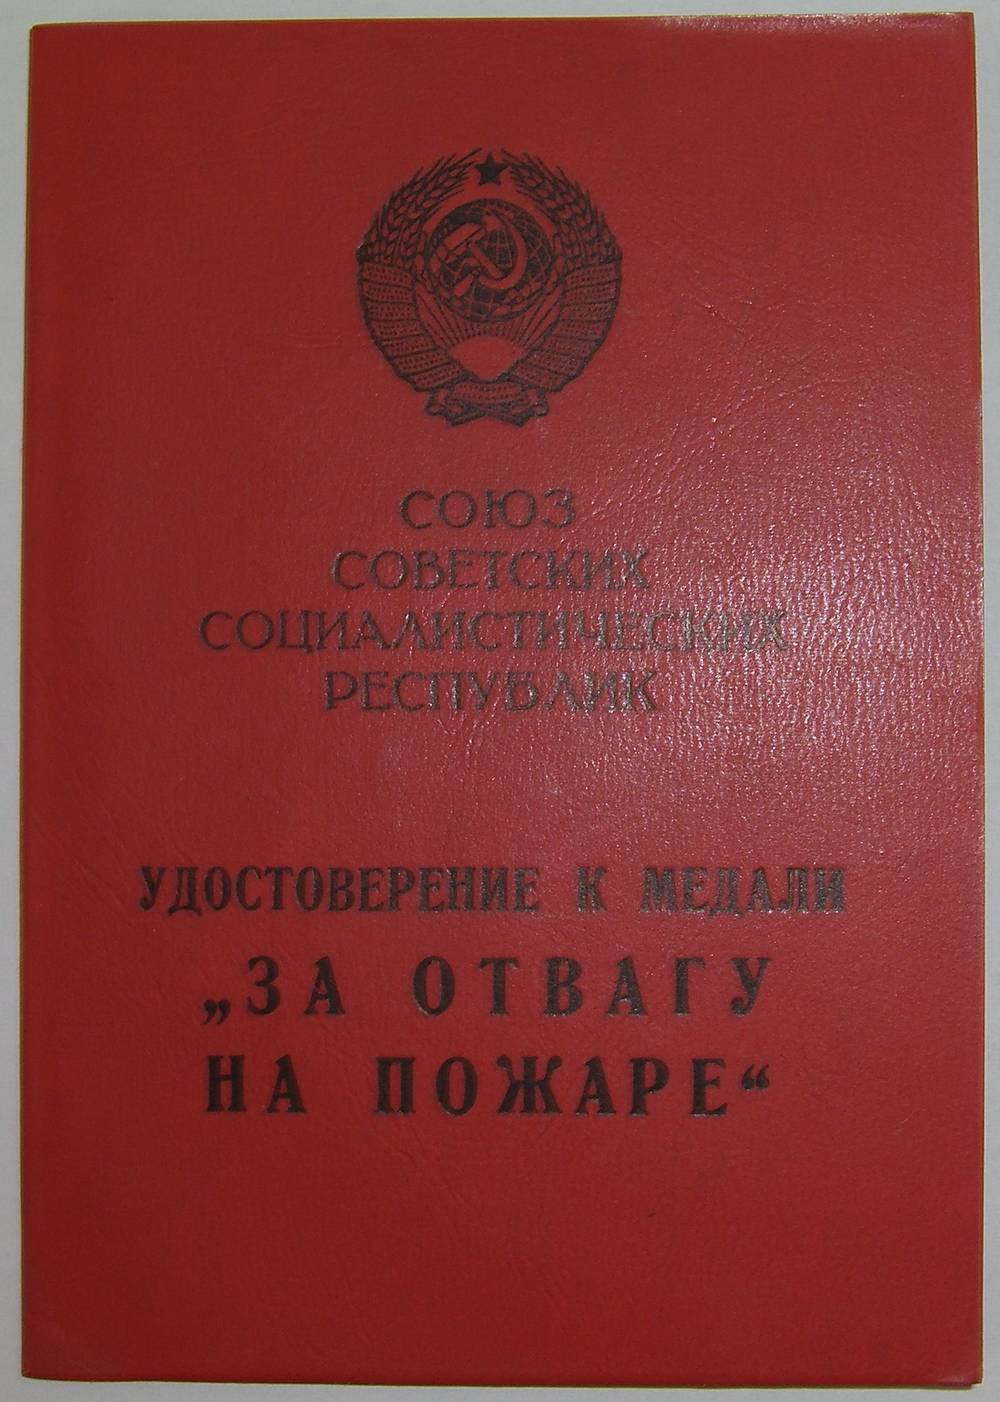 СОЮЗ
СОВЕТСКИХ
СОЦИАЛИСТИЧЕСКИХ
РЕСПУБЛИК
УДОСТОВЕРЕНИЕ К МЕДАЛИ
„ЗА ОТВАГУ
НА ПОЖАРЕ“